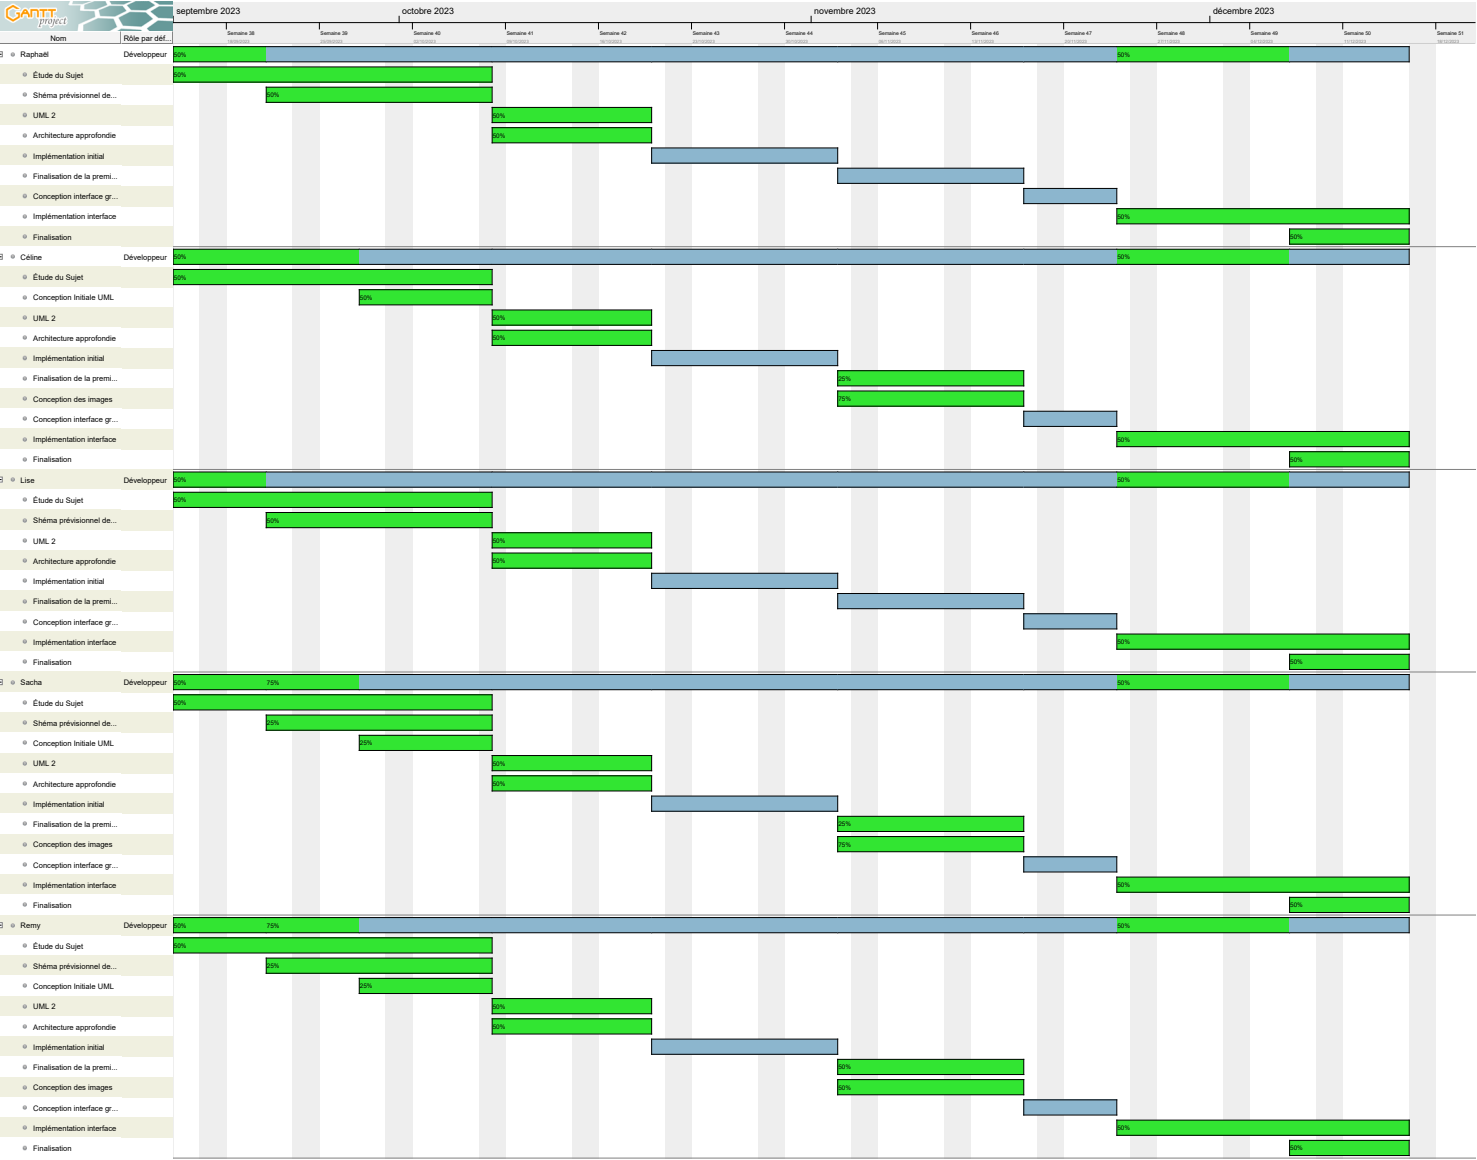 GANTT
project
septembre 2023 octobre 2023 novembre 2023 décembre 2023
Semaine 38 Semaine 39 Semaine 40 Semaine 41 Semaine 42 Semaine 43 Semaine 44 Semaine 45 Semaine 46 Semaine 47 Semaine 48 Semaine 49 Semaine 50 Semaine 51
Nom Rôle par déf...
Raphaël Développeur 50% 50%
Étude du Sujet 50%
Shéma prévisionnel de... 50%
UML 2 50%
Architecture approfondie 50%
Implémentation initial
Finalisation de la premi...
Conception interface gr...
Implémentation interface 50%
Finalisation 50%
Céline Développeur 50% 50%
Étude du Sujet 50%
Conception Initiale UML 50%
UML 2 50%
Architecture approfondie 50%
Implémentation initial
Finalisation de la premi... 25%
Conception des images 75%
Conception interface gr...
Implémentation interface 50%
Finalisation 50%
Lise Développeur 50% 50%
Étude du Sujet 50%
Shéma prévisionnel de... 50%
UML 2 50%
Architecture approfondie 50%
Implémentation initial
Finalisation de la premi...
Conception interface gr...
Implémentation interface 50%
Finalisation 50%
Sacha Développeur 50% 75% 50%
Étude du Sujet 50%
Shéma prévisionnel de... 25%
Conception Initiale UML 25%
UML 2 50%
Architecture approfondie 50%
Implémentation initial
Finalisation de la premi... 25%
Conception des images 75%
Conception interface gr...
Implémentation interface 50%
Finalisation 50%
Remy Développeur 50% 75% 50%
Étude du Sujet 50%
Shéma prévisionnel de... 25%
Conception Initiale UML 25%
UML 2 50%
Architecture approfondie 50%
Implémentation initial
Finalisation de la premi... 50%
Conception des images 50%
Conception interface gr...
Implémentation interface 50%
Finalisation 50%